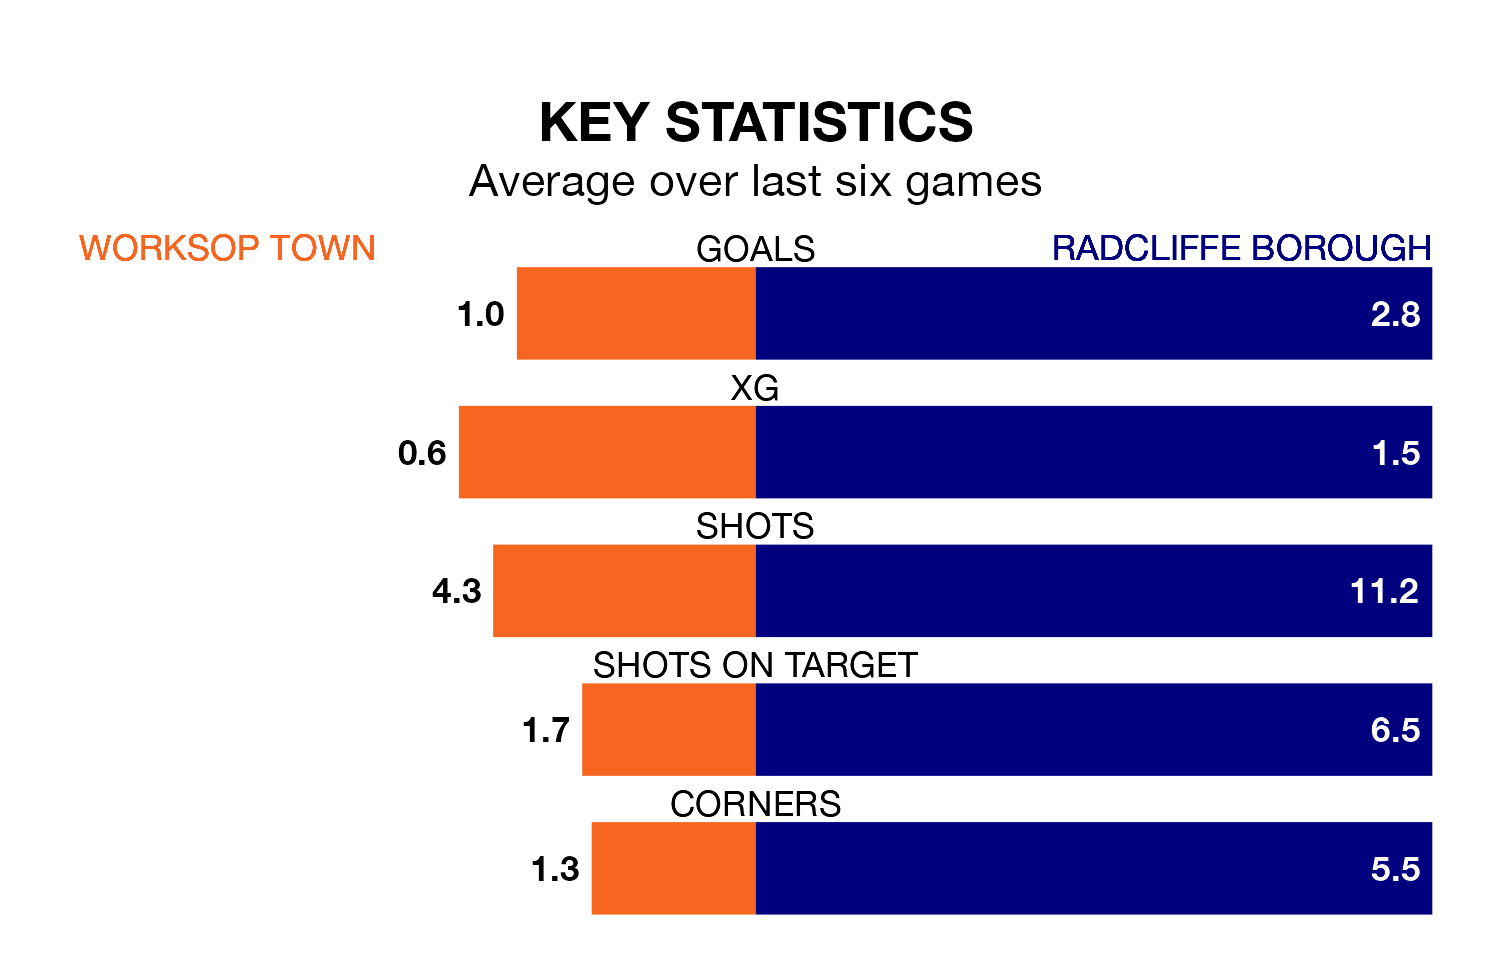 KEY STATISTICS
Average over last six games
WORKSOP TOWN GOALS RADCLIFFE BOROUGH
1.0 2.8
XG
0.6 1.5
SHOTS
4.3 11.2
SHOTS ON TARGET
1.7 6.5
CORNERS
1.3 5.5